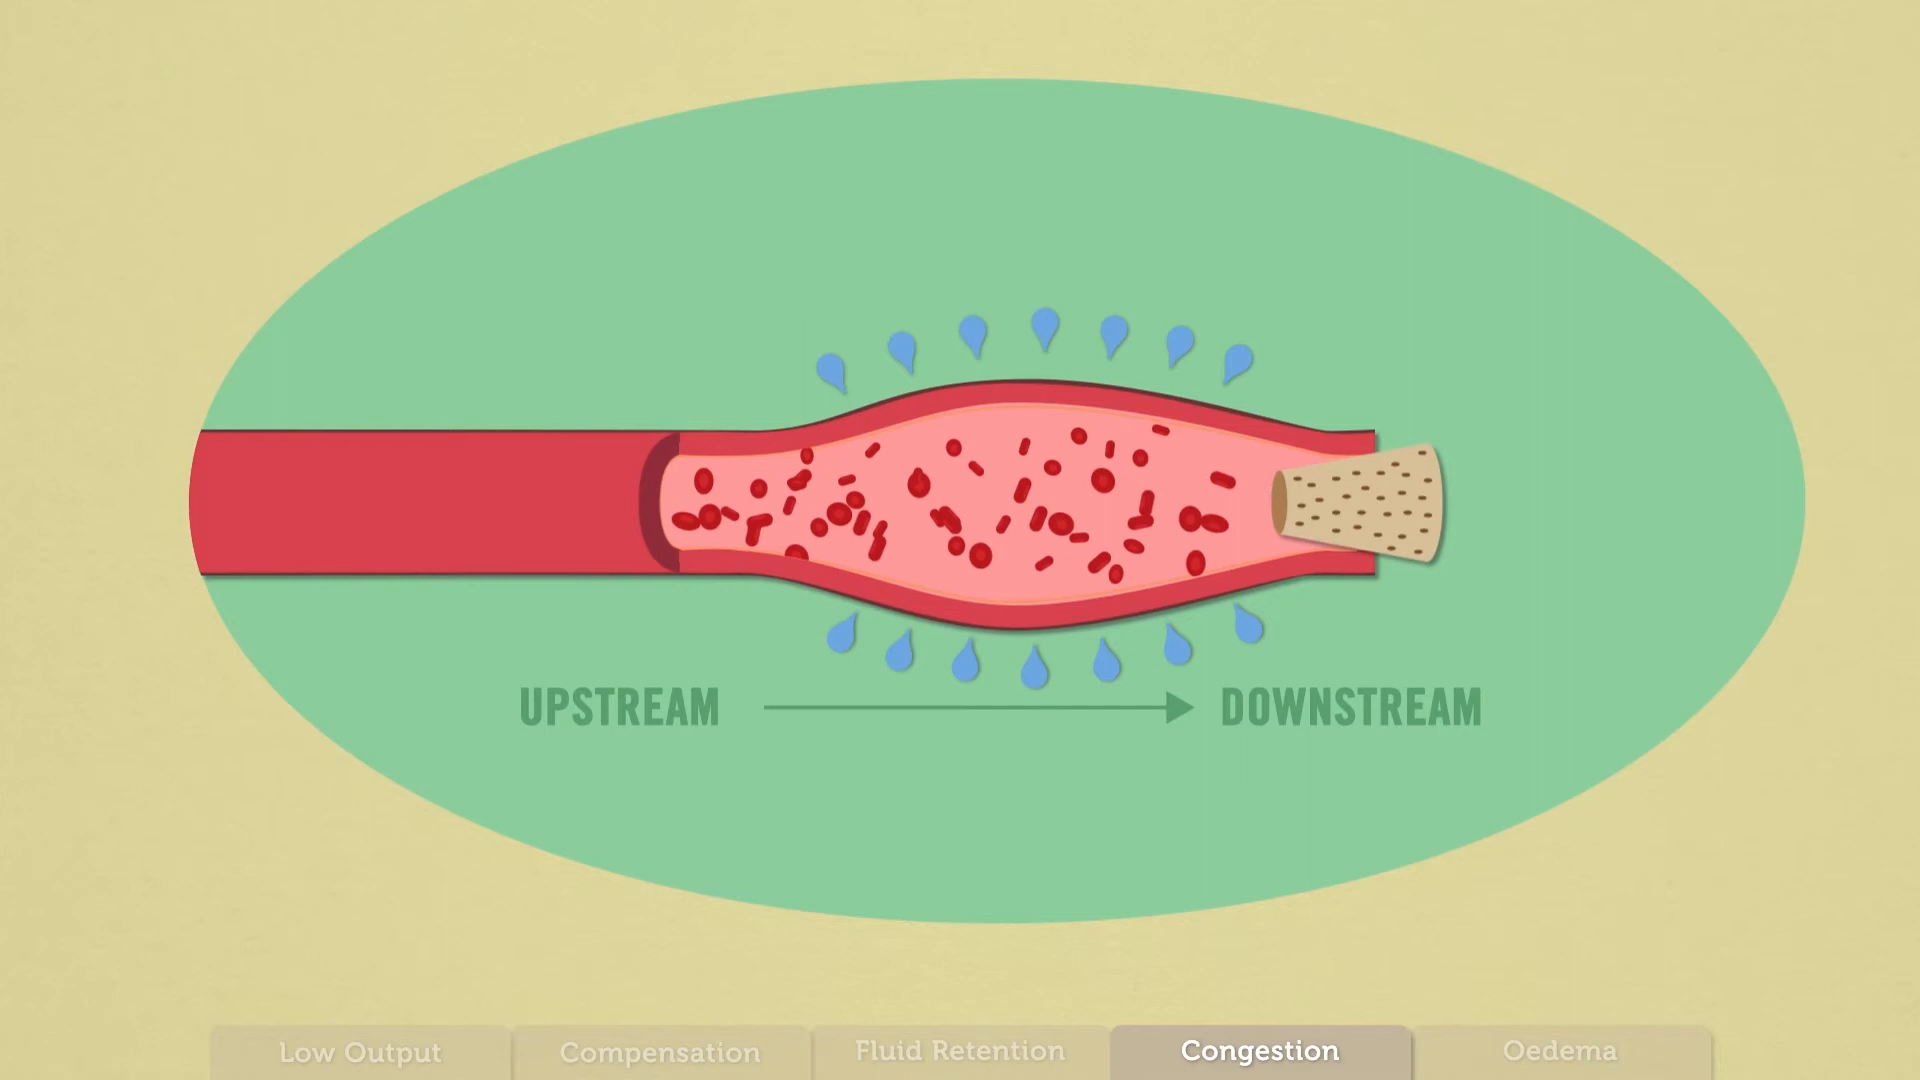 UPSTREAM
DOWNSTREAM
Low Output
Compensation
Fluid Retention
Congestion
Oedema